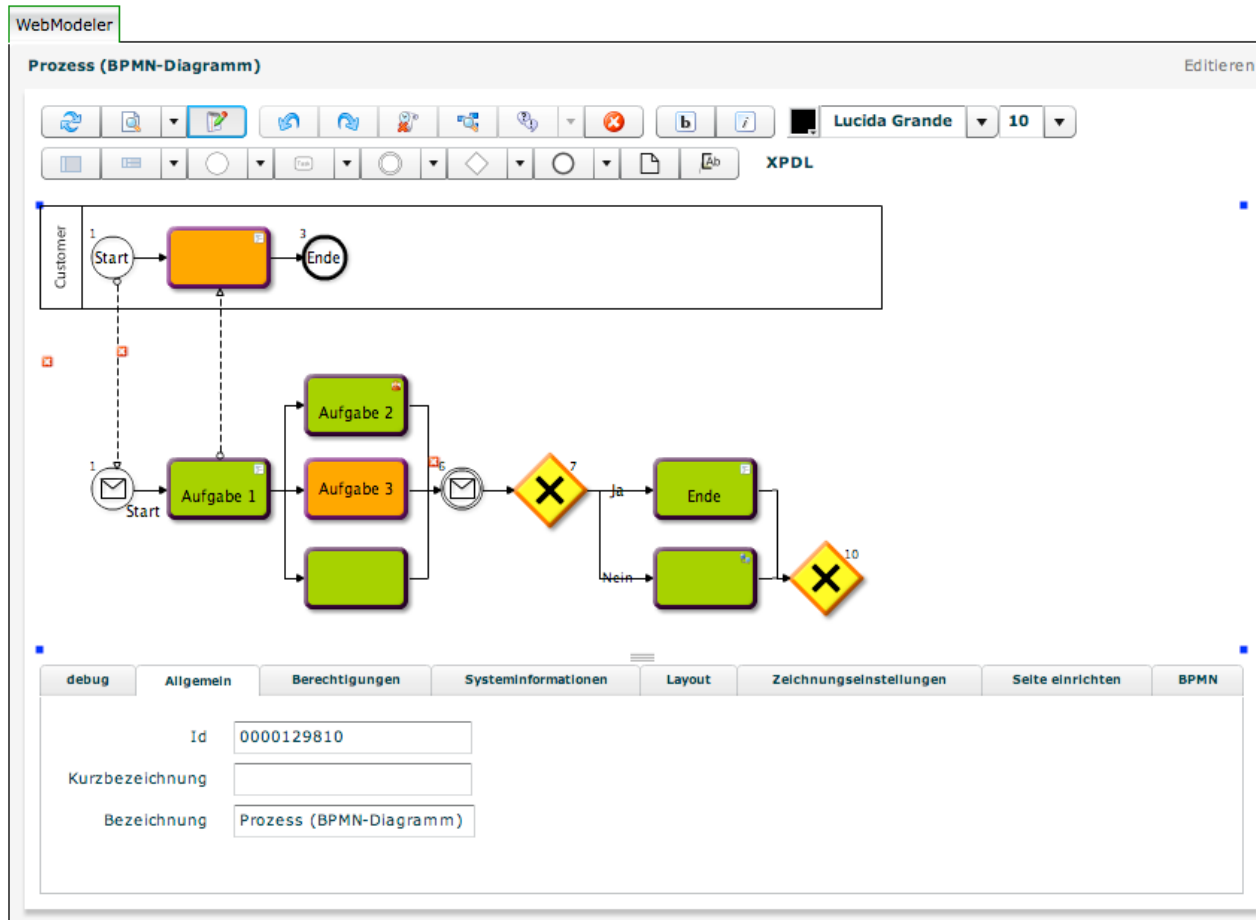 WebModeler
Prozess (BPMN-Diagramm)
Editieren
b
i
Lucida Grande
10
Ab
XPDL
Customer
1
Start
3
Ende
Aufgabe 2
1
Start
Aufgabe 1
Aufgabe 3
6
7
Ja
Ende
Nein
10
debug
Allgemein
Berechtigungen
Systeminformationen
Layout
Zeichnungseinstellungen
Seite einrichten
BPMN
Id
0000129810
Kurzbezeichnung
Bezeichnung
Prozess (BPMN-Diagramm)